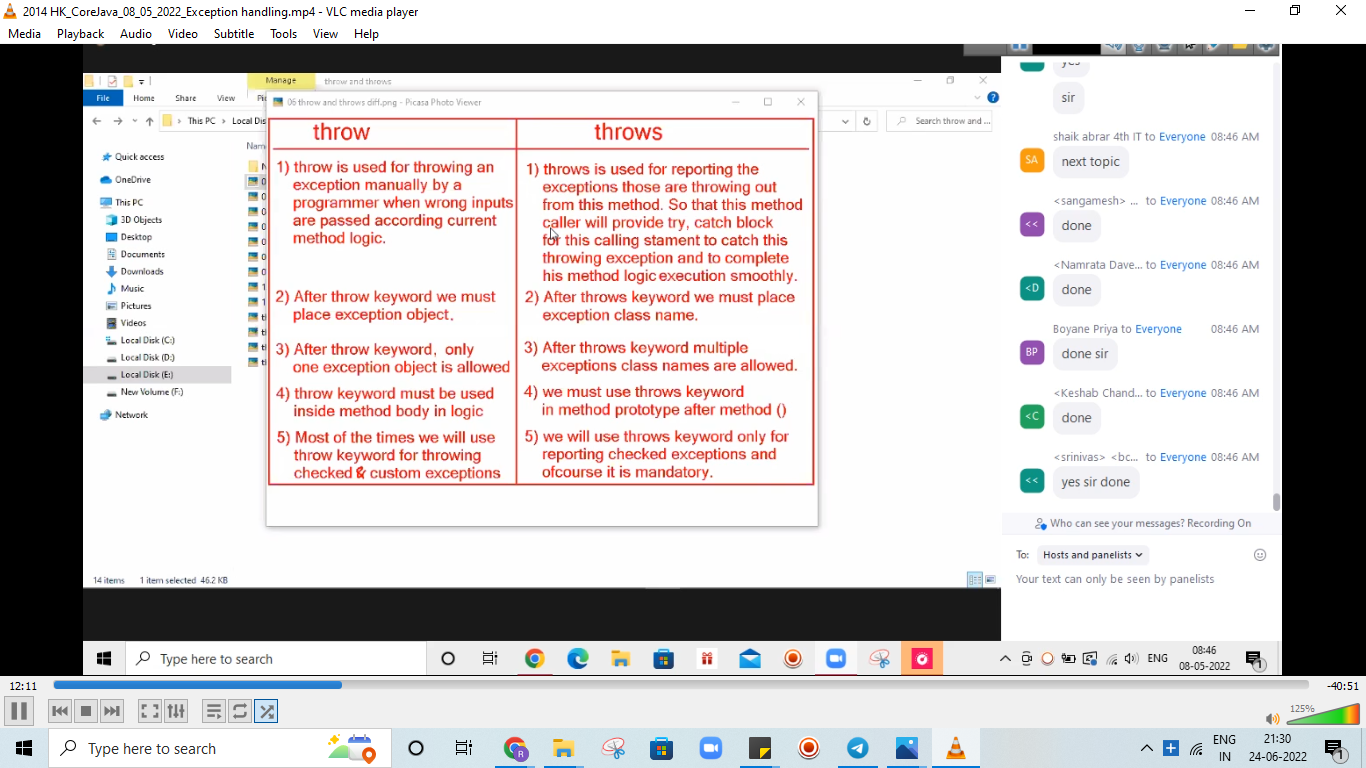 2014 HK_CoreJava_08_05_2022_Exception handling.mp4 - VLC media player
Media Playback Audio Video Subtitle Tools View Help
Manage throw and throws
File Home Share View
This PC Local Dis
Search throw and ...
06 throw and throws diff.png - Picasa Photo Viewer
Quick access
OneDrive
This PC
3D Objects
Desktop
Documents
Downloads
Music
Pictures
Videos
Local Disk (C:)
Local Disk (D:)
Local Disk (E:)
New Volume (F:)
Network
14 items 1 item selected 46.2 KB
throw
1) throw is used for throwing an
exception manually by a
programmer when wrong inputs
are passed according current
method logic.
2) After throw keyword we must
place exception object.
3) After throw keyword, only
one exception object is allowed
4) throw keyword must be used
inside method body in logic
5) Most of the times we will use
throw keyword for throwing
checked & custom exceptions
throws
1) throws is used for reporting the
exceptions those are throwing out
from this method. So that this method
caller will provide try, catch block
for this calling stament to catch this
throwing exception and to complete
his method logic execution smoothly.
2) After throws keyword we must place
exception class name.
3) After throws keyword multiple
exceptions class names are allowed.
4) we must use throws keyword
in method prototype after method ()
5) we will use throws keyword only for
reporting checked exceptions and
ofcourse it is mandatory.
yes
sir
shaik abrar 4th IT to Everyone 08:46 AM
SA
next topic
<sangamesh> ... to Everyone 08:46 AM
<<
done
<Namrata Dave... to Everyone 08:46 AM
<D
done
Boyane Priya to Everyone 08:46 AM
BP
done sir
<Keshab Chand... to Everyone 08:46 AM
<C
done
<srinivas> <bc... to Everyone 08:46 AM
<<
yes sir done
Who can see your messages? Recording On
To: Hosts and panelists
Your text can only be seen by panelists
Type here to search
ENG
08:46
08-05-2022
1
12:11
-40:51
125%
Type here to search
R
ENG
IN
21:30
24-06-2022
1